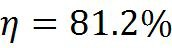 η = 81.2%